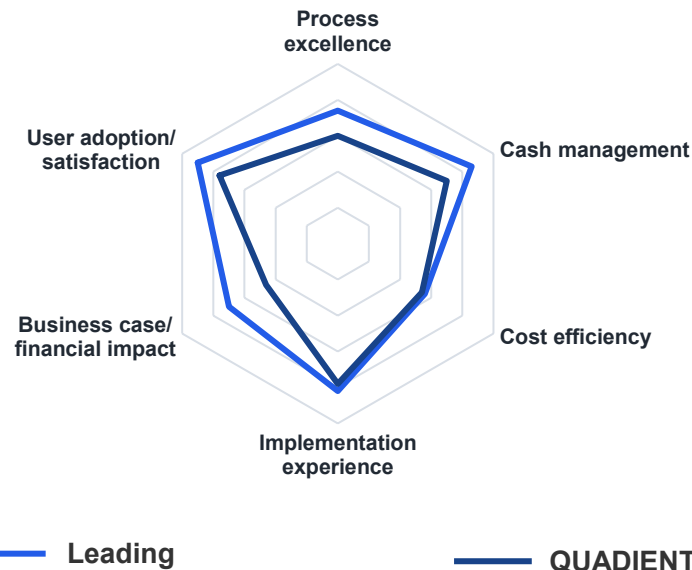 Process
excellence
User adoption/
satisfaction
Cash management
Business case/
financial impact
Cost efficiency
Implementation
experience
Leading
QUADIENT